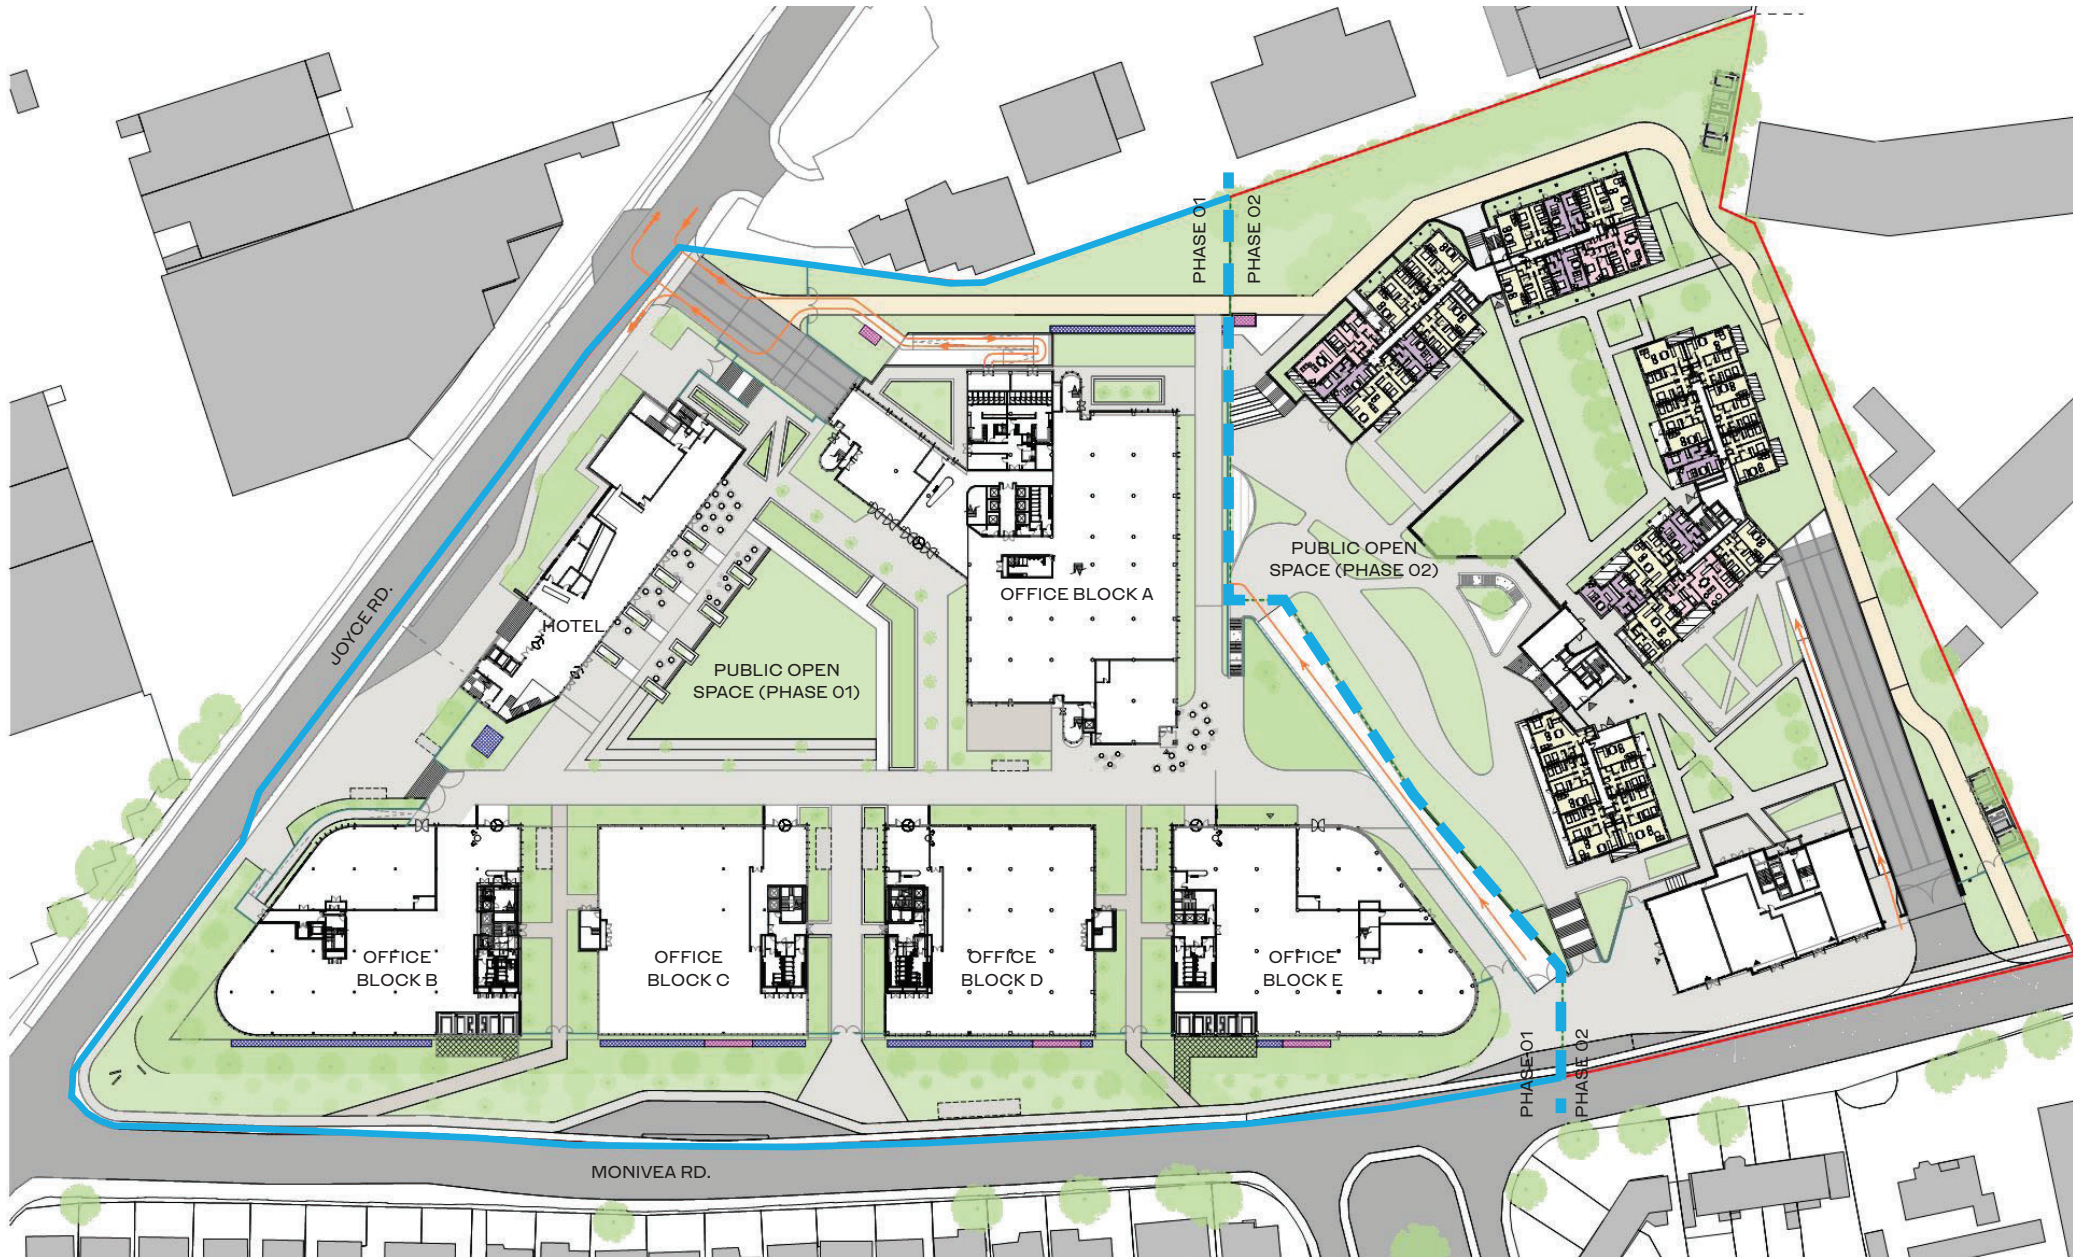 PHASE 01
PHASE 02
JOYCE RD.
HOTEL
OFFICE BLOCK A
PUBLIC OPEN
SPACE (PHASE 02)
PUBLIC OPEN
SPACE (PHASE 01)
OFFICE
BLOCK B
OFFICE
BLOCK C
OFFICE
BLOCK D
OFFICE
BLOCK E
PHASE 01
PHASE 02
MONIVEA RD.